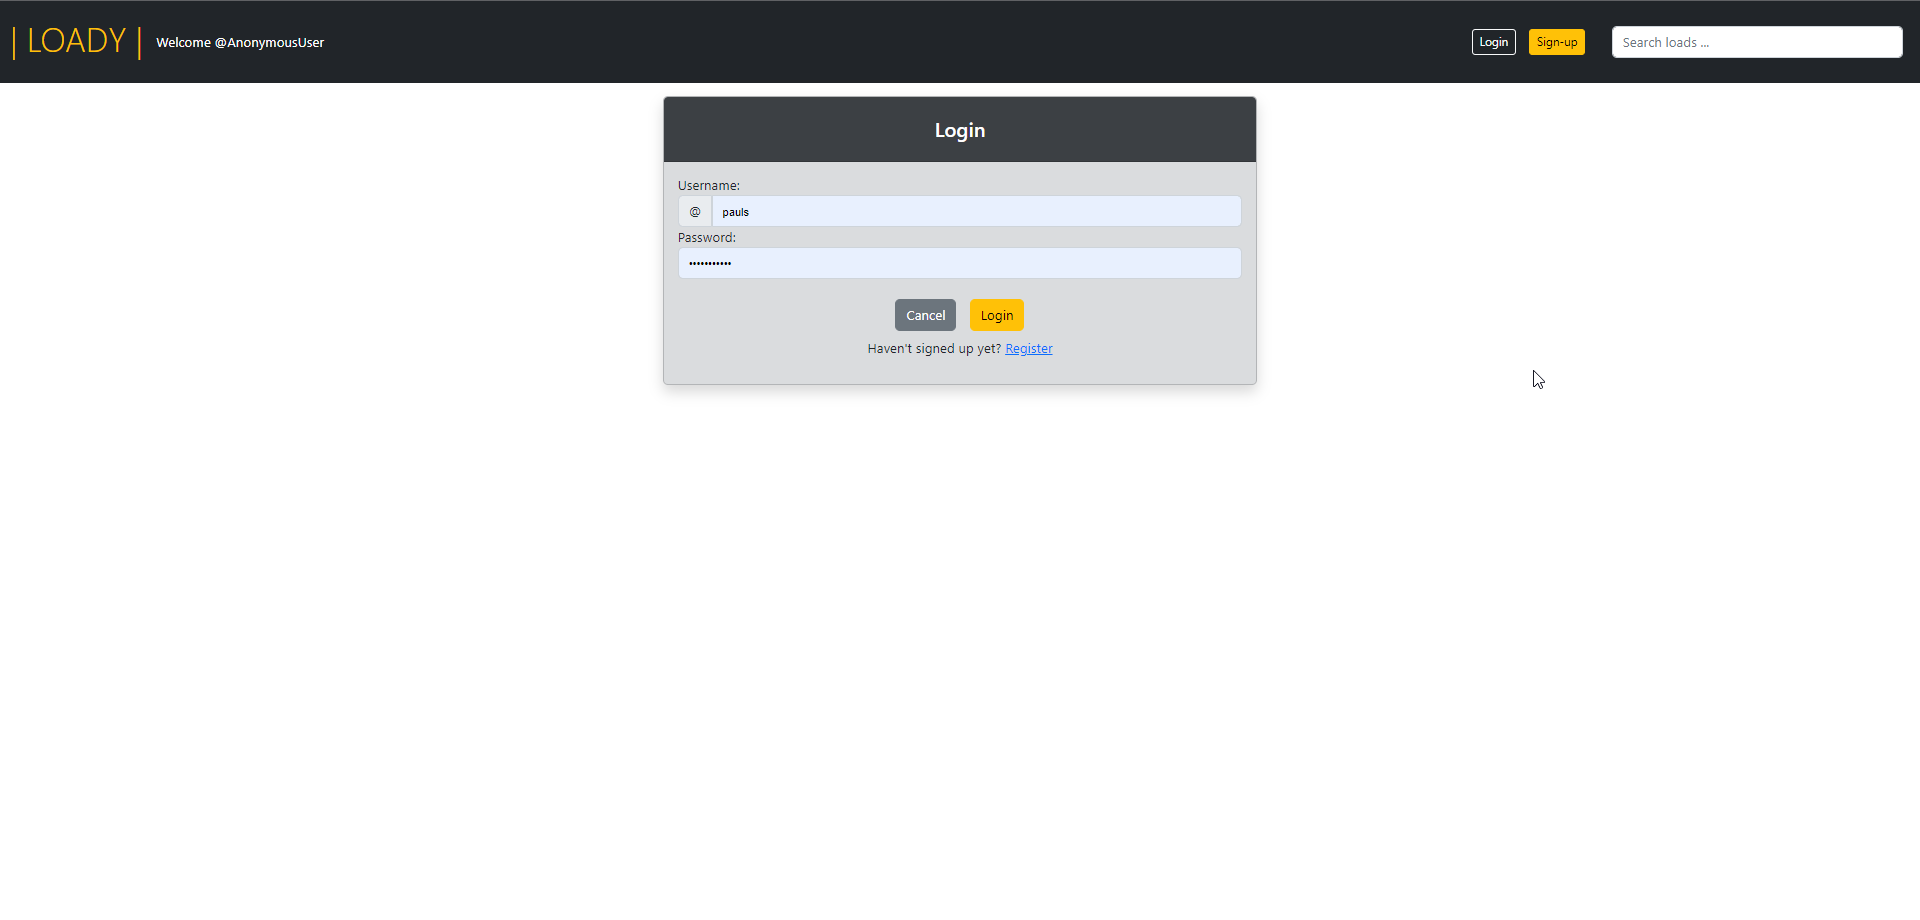 | LOADY | Welcome @AnonymousUser Login Sign-up Search loads ...
Login
Username:
@ pauls
Password:
•••••••••••
Cancel Login
Haven't signed up yet? Register